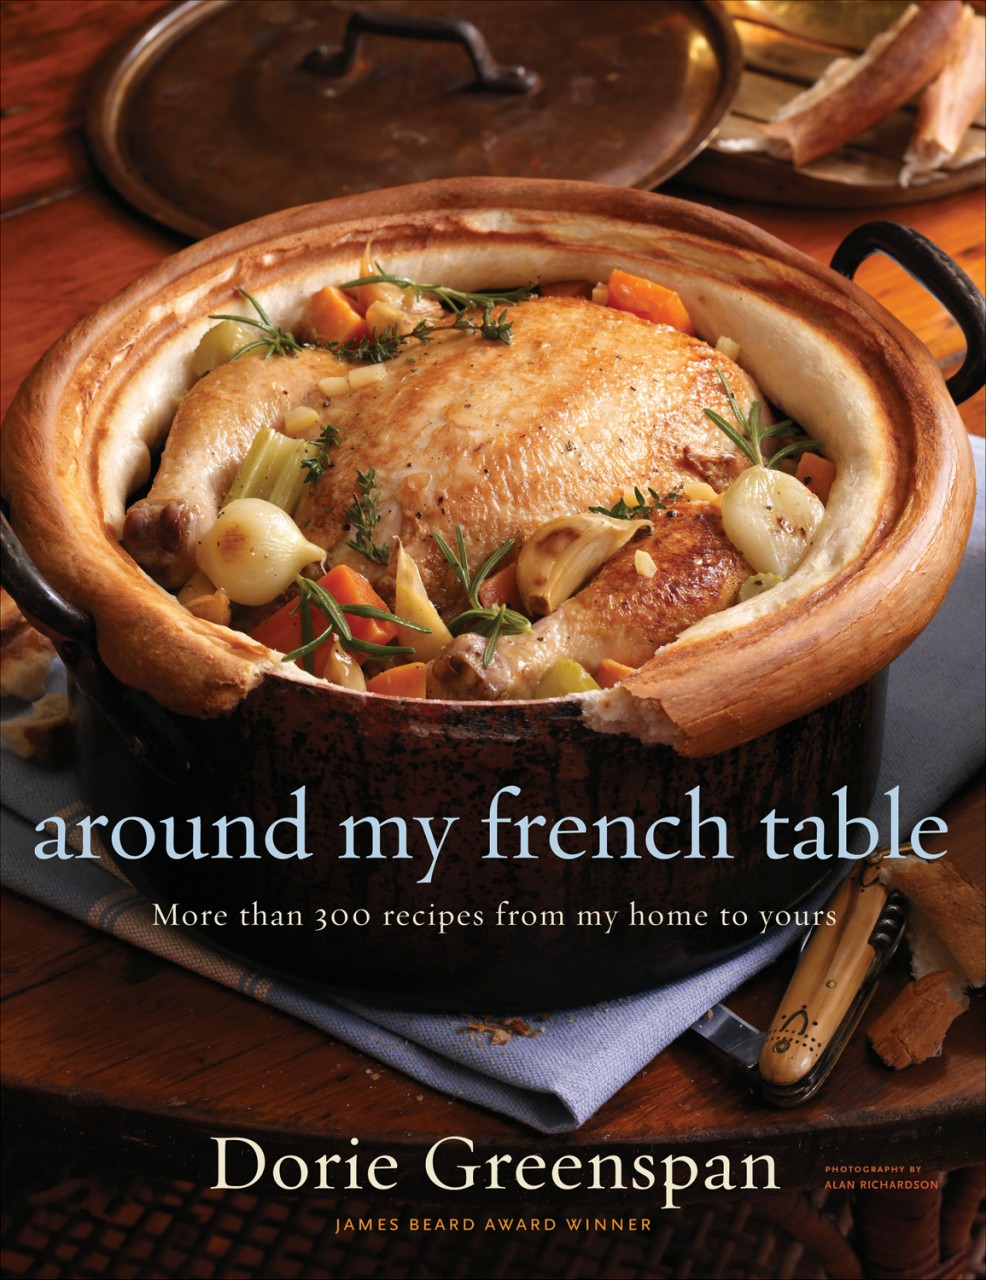 around my french table
More than 300 recipes from my home to yours
Dorie Greenspan
PHOTOGRAPHY BY
ALAN RICHARDSON
JAMES BEARD AWARD WINNER